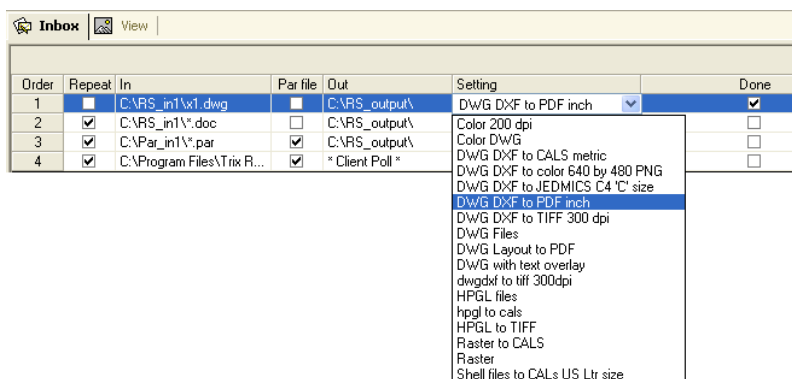 Inbox View
Order Repeat In Par file Out Setting Done
1 C:\RS_in1\x1.dwg C:\RS_output\ DWG DXF to PDF inch
2 C:\RS_in1\*.doc C:\RS_output\
3 C:\Par_in1\*.par C:\RS_output\
4 C:\Program Files\Trix R... * Client Poll *
Color 200 dpi
Color DWG
DWG DXF to CALS metric
DWG DXF to color 640 by 480 PNG
DWG DXF to JEDMICS C4 'C' size
DWG DXF to PDF inch
DWG DXF to TIFF 300 dpi
DWG Files
DWG Layout to PDF
DWG with text overlay
dwgdxf to tiff 300dpi
HPGL files
hpgl to cals
HPGL to TIFF
Raster to CALS
Raster
Shell files to CALs US Ltr size